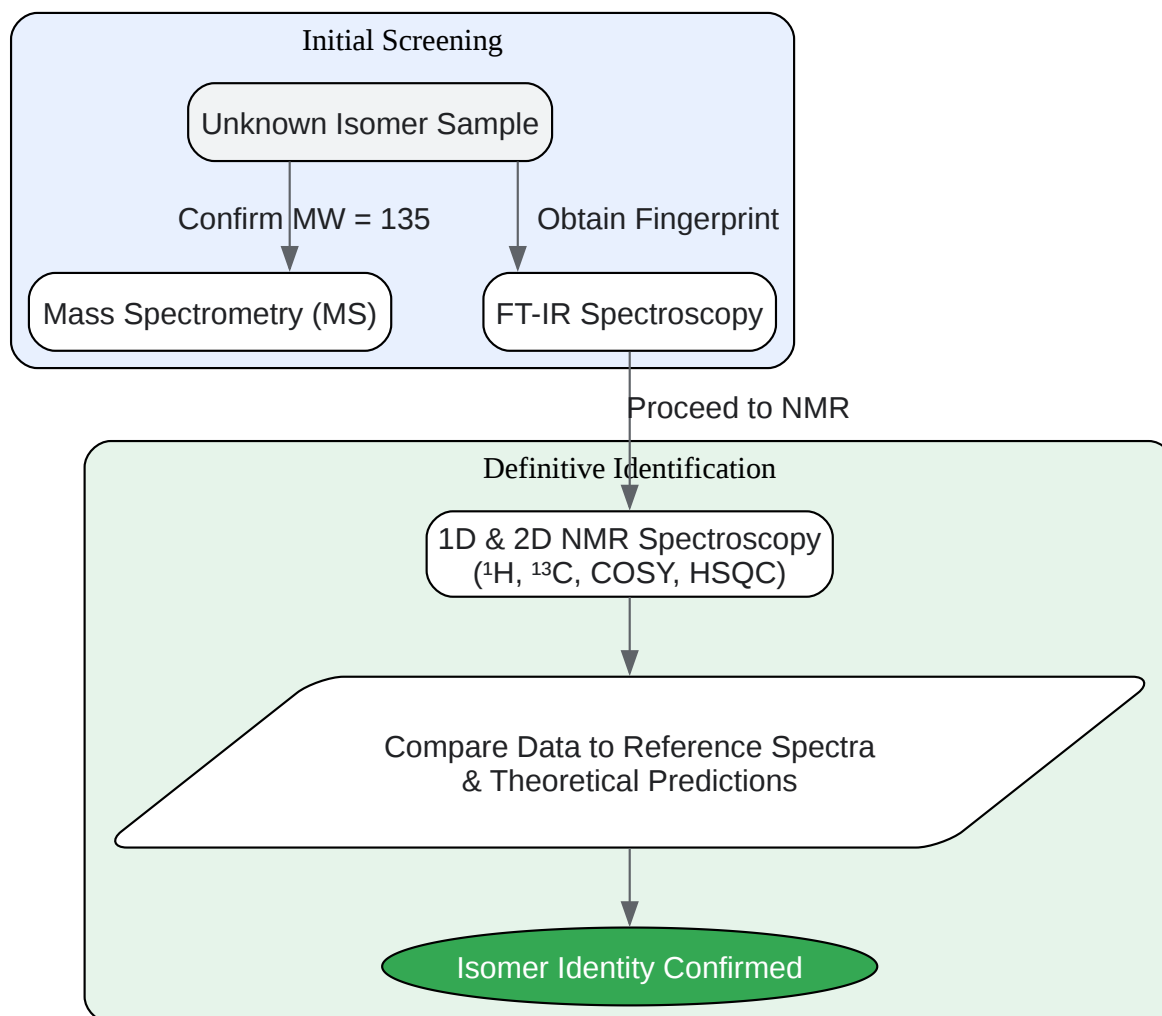 Initial Screening
Unknown Isomer Sample
Confirm MW = 135
Obtain Fingerprint
Mass Spectrometry (MS)
FT-IR Spectroscopy
Proceed to NMR
Definitive Identification
1D & 2D NMR Spectroscopy
(¹H, ¹³C, COSY, HSQC)
Compare Data to Reference Spectra
& Theoretical Predictions
Isomer Identity Confirmed